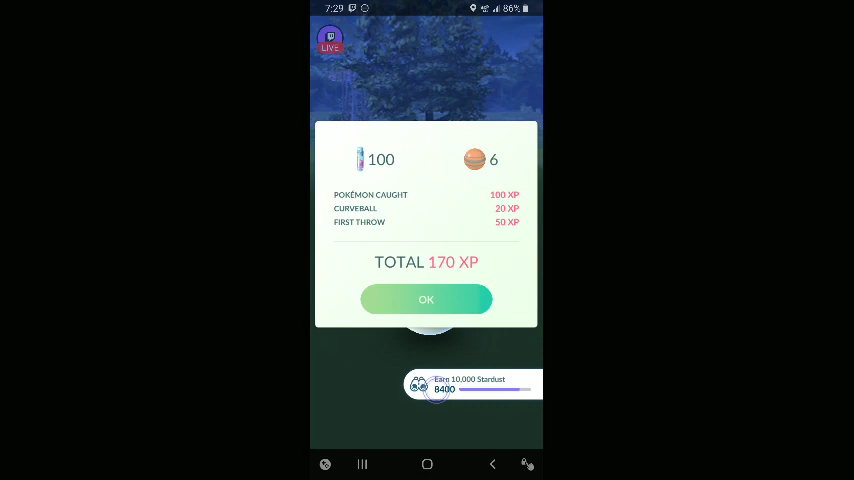 7:29
86%
LIVE
100
6
POKÉMON CAUGHT 100 XP
CURVEBALL 20 XP
FIRST THROW 50 XP
TOTAL 170 XP
OK
Earn 10,000 Stardust
8400